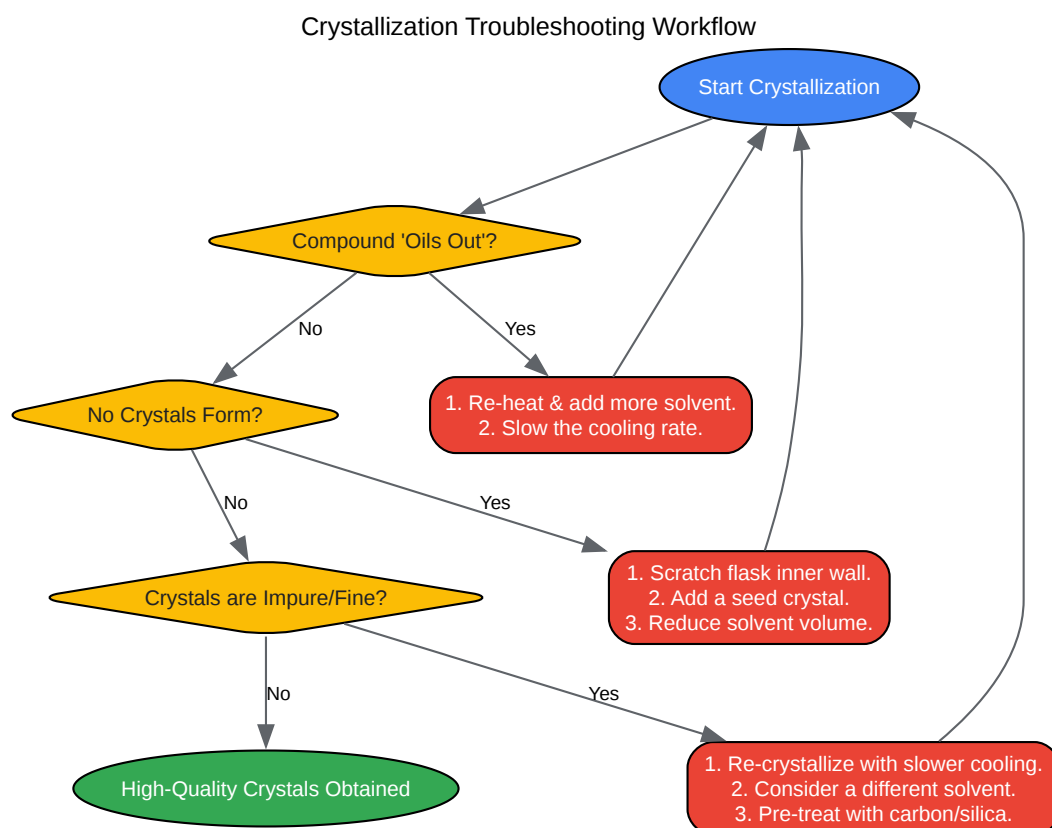 Crystallization Troubleshooting Workflow
Start Crystallization
Compound 'Oils Out'?
No
Yes
1. Re-heat & add more solvent.
2. Slow the cooling rate.
No Crystals Form?
No
Yes
1. Scratch flask inner wall.
2. Add a seed crystal.
3. Reduce solvent volume.
Crystals are Impure/Fine?
No
Yes
1. Re-crystallize with slower cooling.
2. Consider a different solvent.
3. Pre-treat with carbon/silica.
High-Quality Crystals Obtained